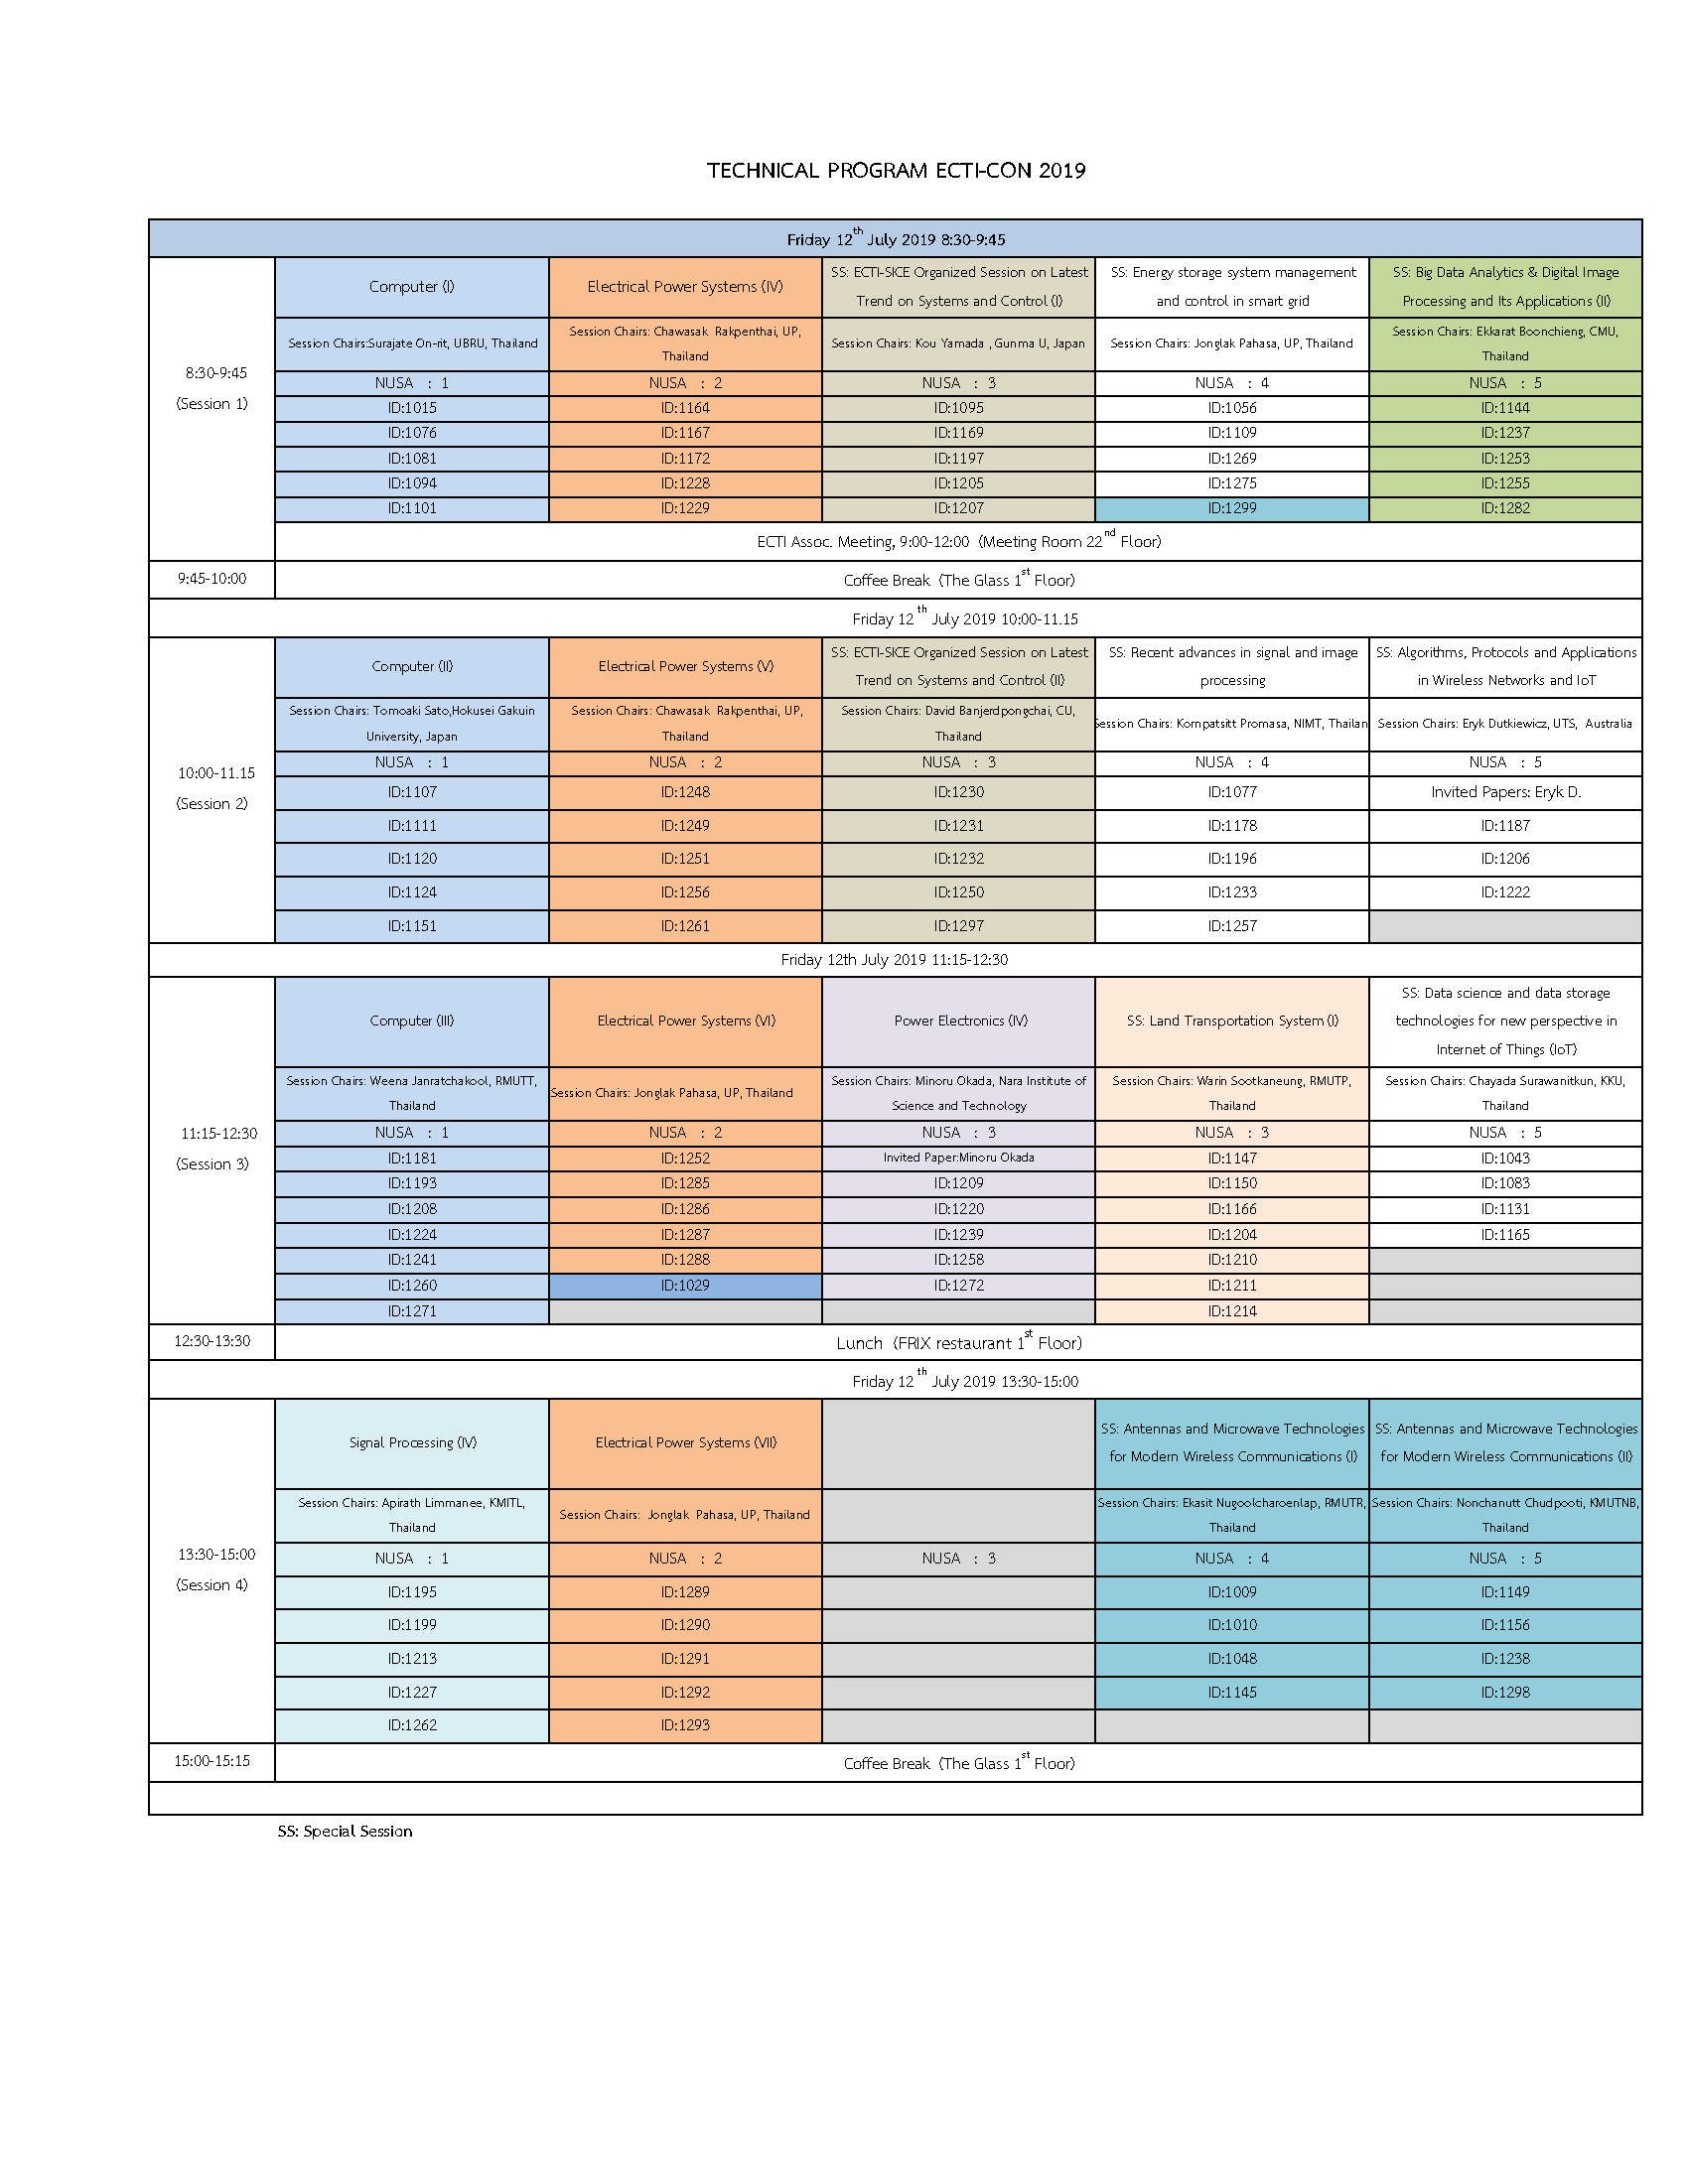 TECHNICAL PROGRAM ECTI-CON 2019
Friday 12th July 2019 8:30-9:45
8:30-9:45
(Session 1)
Computer (I)
Electrical Power Systems (IV)
SS: ECTI-SICE Organized Session on Latest
Trend on Systems and Control (I)
SS: Energy storage system management
and control in smart grid
SS: Big Data Analytics & Digital Image
Processing and Its Applications (II)
Session Chairs:Surajate On-rit, UBRU, Thailand
Session Chairs: Chawasak Rakpenthai, UP,
Thailand
Session Chairs: Kou Yamada , Gunma U, Japan
Session Chairs: Jonglak Pahasa, UP, Thailand
Session Chairs: Ekkarat Boonchieng, CMU,
Thailand
NUSA : 1 NUSA : 2 NUSA : 3 NUSA : 4 NUSA : 5
ID:1015 ID:1164 ID:1095 ID:1056 ID:1144
ID:1076 ID:1167 ID:1169 ID:1109 ID:1237
ID:1081 ID:1172 ID:1197 ID:1269 ID:1253
ID:1094 ID:1228 ID:1205 ID:1275 ID:1255
ID:1101 ID:1229 ID:1207 ID:1299 ID:1282
ECTI Assoc. Meeting, 9:00-12:00 (Meeting Room 22nd Floor)
9:45-10:00 Coffee Break (The Glass 1st Floor)
Friday 12th July 2019 10:00-11.15
10:00-11.15
(Session 2)
Computer (II)
Electrical Power Systems (V)
SS: ECTI-SICE Organized Session on Latest
Trend on Systems and Control (II)
SS: Recent advances in signal and image
processing
SS: Algorithms, Protocols and Applications
in Wireless Networks and IoT
Session Chairs: Tomoaki Sato,Hokusei Gakuin
University, Japan
Session Chairs: Chawasak Rakpenthai, UP,
Thailand
Session Chairs: David Banjerdpongchai, CU,
Thailand
Session Chairs: Kornpatsitt Promasa, NIMT, Thailan
Session Chairs: Eryk Dutkiewicz, UTS, Australia
NUSA : 1 NUSA : 2 NUSA : 3 NUSA : 4 NUSA : 5
ID:1107 ID:1248 ID:1230 ID:1077 Invited Papers: Eryk D.
ID:1111 ID:1249 ID:1231 ID:1178 ID:1187
ID:1120 ID:1251 ID:1232 ID:1196 ID:1206
ID:1124 ID:1256 ID:1250 ID:1233 ID:1222
ID:1151 ID:1261 ID:1297 ID:1257
Friday 12th July 2019 11:15-12:30
11:15-12:30
(Session 3)
Computer (III)
Electrical Power Systems (VI)
Power Electronics (IV)
SS: Land Transportation System (I)
SS: Data science and data storage
technologies for new perspective in
Internet of Things (IoT)
Session Chairs: Weena Janratchakool, RMUTT,
Thailand
Session Chairs: Jonglak Pahasa, UP, Thailand
Session Chairs: Minoru Okada, Nara Institute of
Science and Technology
Session Chairs: Warin Sootkaneung, RMUTP,
Thailand
Session Chairs: Chayada Surawanitkun, KKU,
Thailand
NUSA : 1 NUSA : 2 NUSA : 3 NUSA : 3 NUSA : 5
ID:1181 ID:1252 Invited Paper:Minoru Okada ID:1147 ID:1043
ID:1193 ID:1285 ID:1209 ID:1150 ID:1083
ID:1208 ID:1286 ID:1220 ID:1166 ID:1131
ID:1224 ID:1287 ID:1239 ID:1204 ID:1165
ID:1241 ID:1288 ID:1258 ID:1210
ID:1260 ID:1029 ID:1272 ID:1211
ID:1271 ID:1214
12:30-13:30 Lunch (FRIX restaurant 1st Floor)
Friday 12th July 2019 13:30-15:00
13:30-15:00
(Session 4)
Signal Processing (IV)
Electrical Power Systems (VII)
SS: Antennas and Microwave Technologies
for Modern Wireless Communications (I)
SS: Antennas and Microwave Technologies
for Modern Wireless Communications (II)
Session Chairs: Apirath Limmanee, KMITL,
Thailand
Session Chairs: Jonglak Pahasa, UP, Thailand
Session Chairs: Ekasit Nugoolcharoenlap, RMUTR,
Thailand
Session Chairs: Nonchanutt Chudpooti, KMUTNB,
Thailand
NUSA : 1 NUSA : 2 NUSA : 3 NUSA : 4 NUSA : 5
ID:1195 ID:1289 ID:1009 ID:1149
ID:1199 ID:1290 ID:1010 ID:1156
ID:1213 ID:1291 ID:1048 ID:1238
ID:1227 ID:1292 ID:1145 ID:1298
ID:1262 ID:1293
15:00-15:15 Coffee Break (The Glass 1st Floor)
SS: Special Session